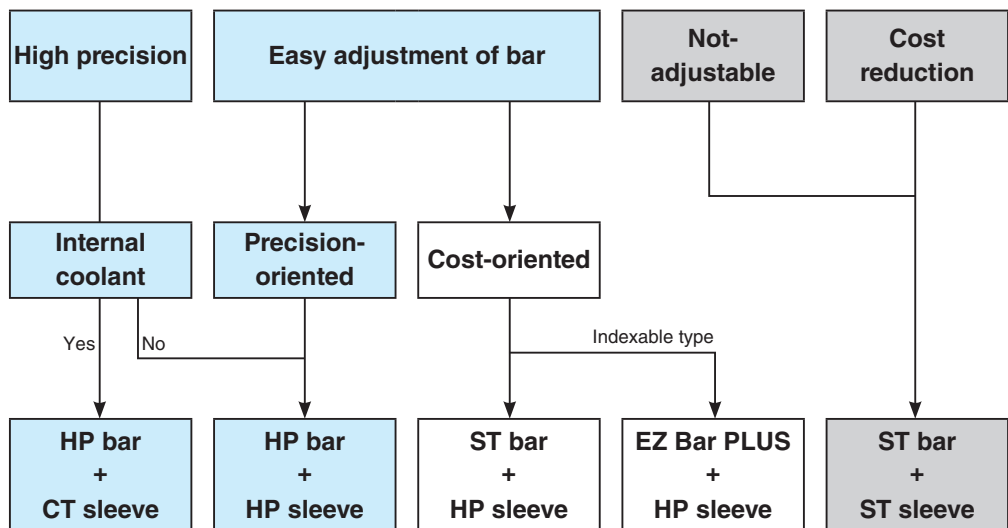 High precision
Easy adjustment of bar
Not-
adjustable
Cost
reduction
Internal
coolant
Precision-
oriented
Cost-oriented
Yes
No
Indexable type
HP bar
+
CT sleeve
HP bar
+
HP sleeve
ST bar
+
HP sleeve
EZ Bar PLUS
+
HP sleeve
ST bar
+
ST sleeve